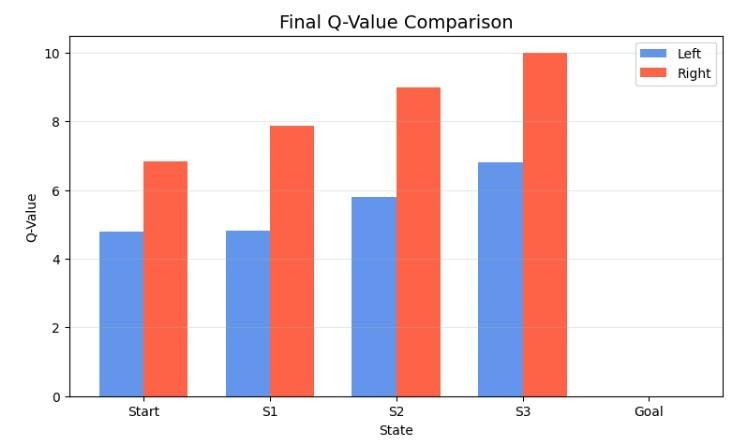 Final Q-Value Comparison
Left
Right
10
8
6
4
2
0
Q-Value
Start S1 S2 S3 Goal
State